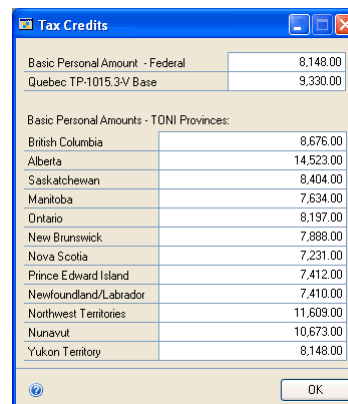 Tax Credits
Basic Personal Amount - Federal 8,148.00
Quebec TP-1015.3-V Base 9,330.00
Basic Personal Amounts - TONI Provinces:
British Columbia 8,676.00
Alberta 14,523.00
Saskatchewan 8,404.00
Manitoba 7,634.00
Ontario 8,197.00
New Brunswick 7,888.00
Nova Scotia 7,231.00
Prince Edward Island 7,412.00
Newfoundland/Labrador 7,410.00
Northwest Territories 11,609.00
Nunavut 10,673.00
Yukon Territory 8,148.00
OK